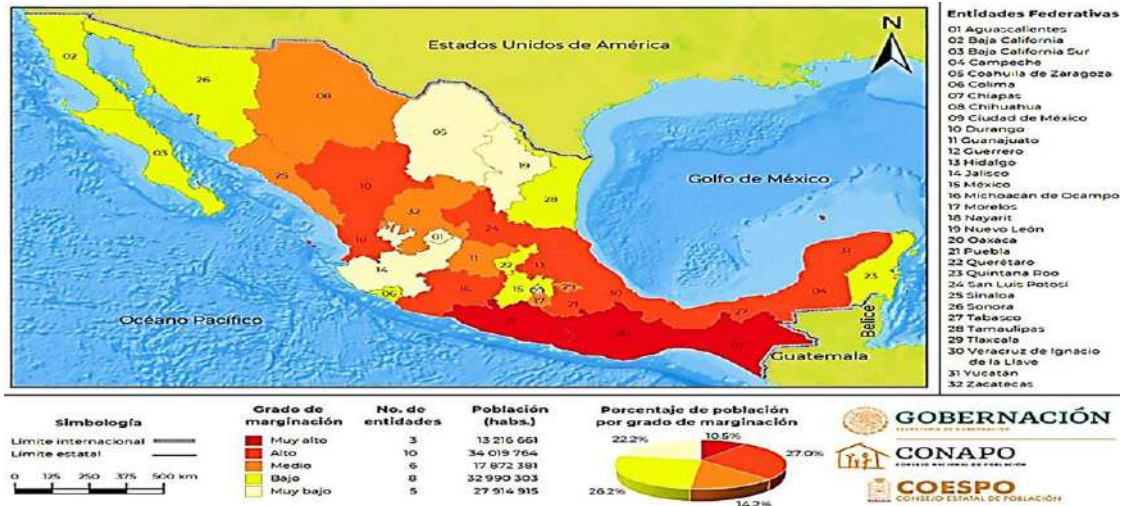 Estados Unidos de América
Golfo de México
Océano Pacífico
Guatemala
Belice
N
02
26
08
05
03
19
28
25
10
32
24
18
01
14
11
22
13
06
16
15
29
17
21
30
12
20
07
27
04
31
23
Entidades Federativas
01 Aguascalientes
02 Baja California
03 Baja California Sur
04 Campeche
05 Coahuila de Zaragoza
06 Colima
07 Chiapas
08 Chihuahua
09 Ciudad de México
10 Durango
11 Guanajuato
12 Guerrero
13 Hidalgo
14 Jalisco
15 México
16 Michoacán de Ocampo
17 Morelos
18 Nayarit
19 Nuevo León
20 Oaxaca
21 Puebla
22 Querétaro
23 Quintana Roo
24 San Luis Potosí
25 Sinaloa
26 Sonora
27 Tabasco
28 Tamaulipas
29 Tlaxcala
30 Veracruz de Ignacio
de la Llave
31 Yucatán
32 Zacatecas
Simbología
Límite internacional
Límite estatal
0 125 250 375 500 km
Grado de marginación No. de entidades Población (habs.)
Muy alto 3 13 216 661
Alto 10 34 019 764
Medio 6 17 872 381
Bajo 8 32 990 303
Muy bajo 5 27 914 915
Porcentaje de población
por grado de marginación
22.2%
10.5%
27.0%
26.2%
14.2%
GOBERNACIÓN
SECRETARÍA DE GOBERNACIÓN
CONAPO
CONSEJO NACIONAL DE POBLACIÓN
COESPO
CONSEJO ESTATAL DE POBLACIÓN